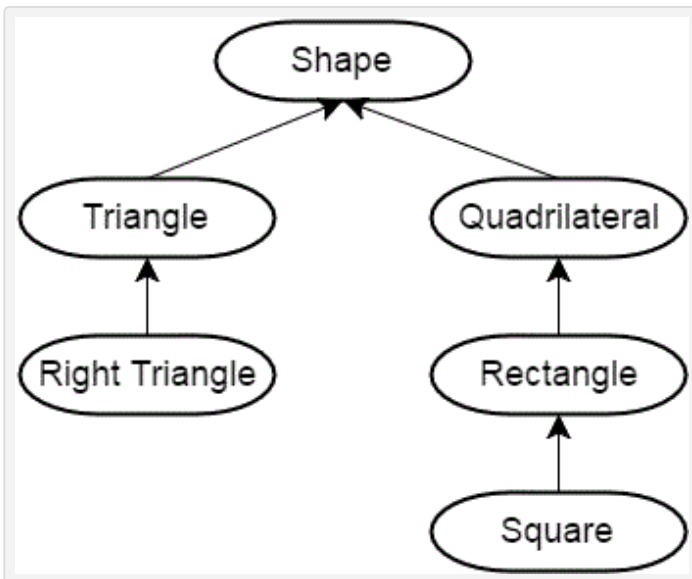 Shape
Triangle
Quadrilateral
Right Triangle
Rectangle
Square